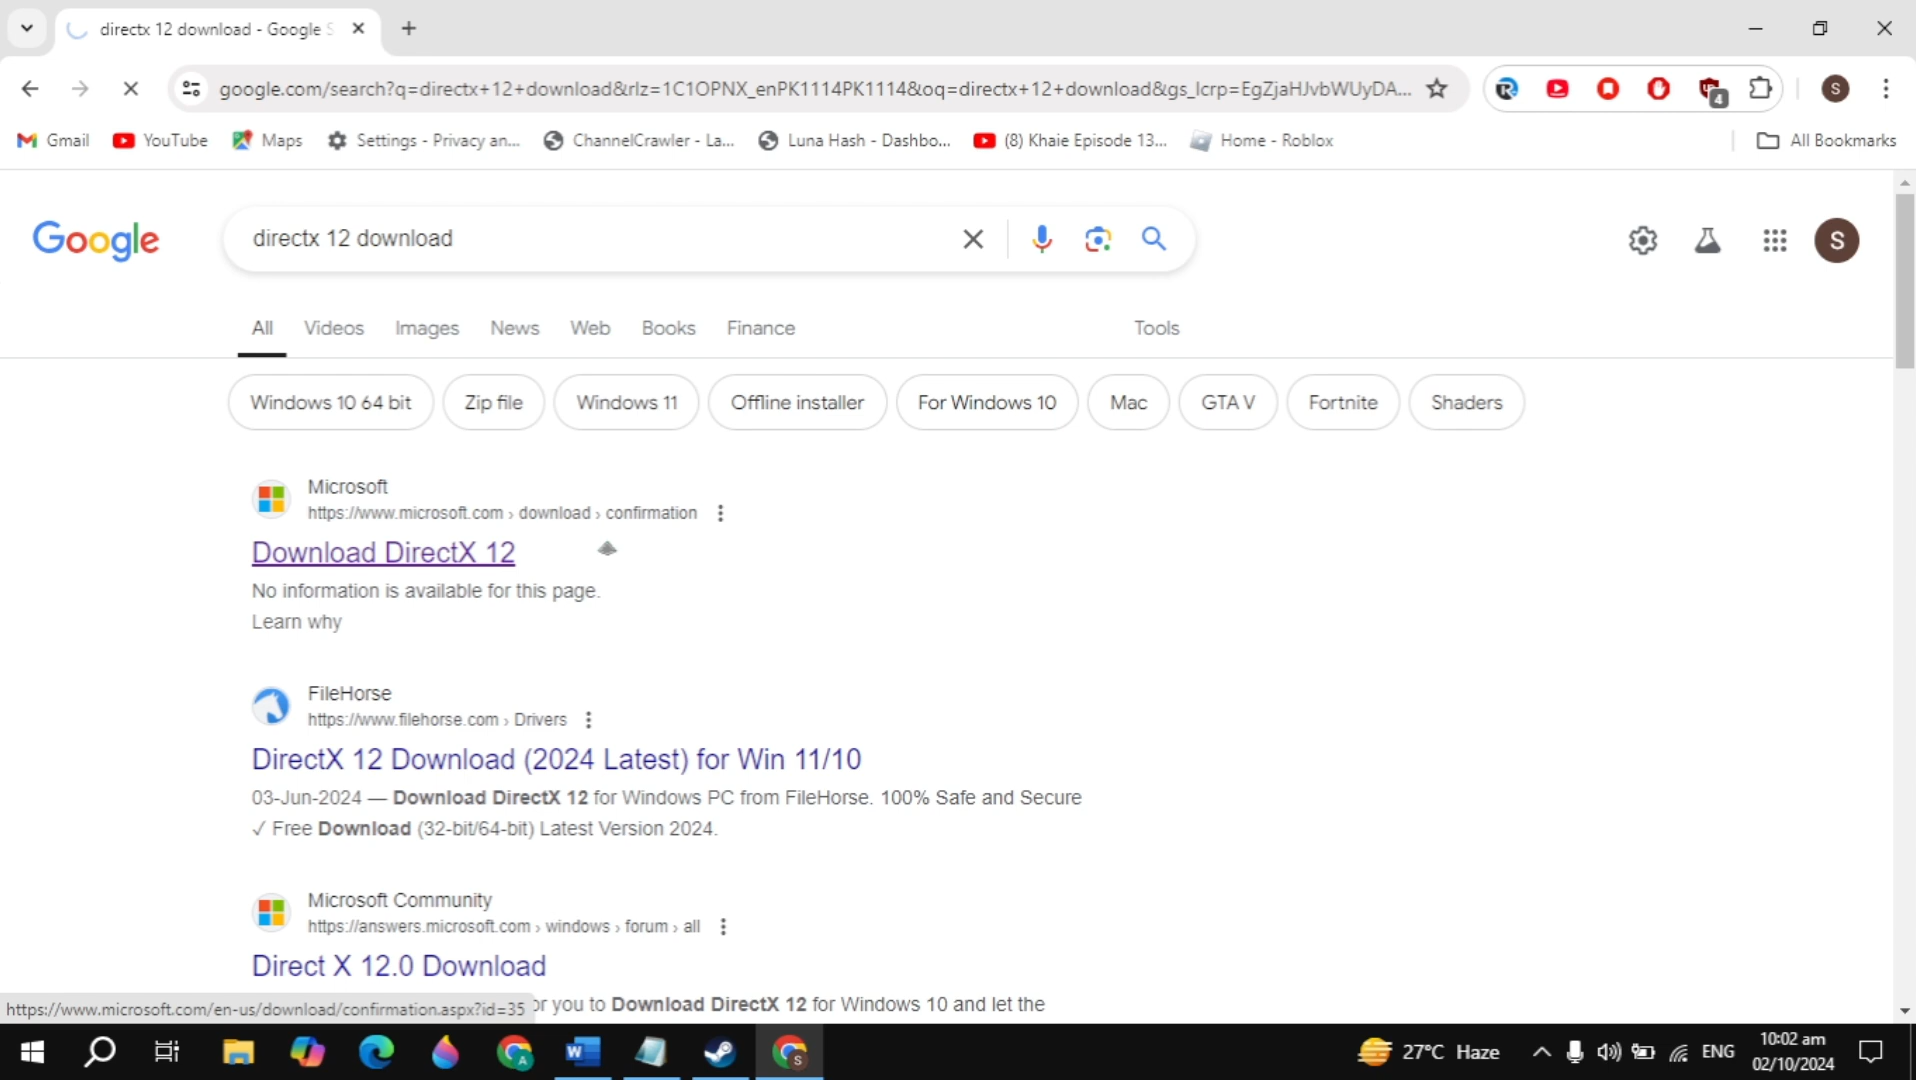 directx 12 download - Google S
google.com/search?q=directx+12+download&rlz=1C1OPNX_enPK1114PK1114&oq=directx+12+download&gs_lcrp=EgZjaHJvbWUyDA...
4
S
Gmail
YouTube
Maps
Settings - Privacy an...
ChannelCrawler - La...
Luna Hash - Dashbo...
(8) Khaie Episode 13...
Home - Roblox
All Bookmarks
Google
directx 12 download
S
All
Videos
Images
News
Web
Books
Finance
Tools
Windows 10 64 bit
Zip file
Windows 11
Offline installer
For Windows 10
Mac
GTA V
Fortnite
Shaders
Microsoft
https://www.microsoft.com › download › confirmation
Download DirectX 12
No information is available for this page.
Learn why
FileHorse
https://www.filehorse.com › Drivers
DirectX 12 Download (2024 Latest) for Win 11/10
03-Jun-2024 — Download DirectX 12 for Windows PC from FileHorse. 100% Safe and Secure
✓ Free Download (32-bit/64-bit) Latest Version 2024.
Microsoft Community
https://answers.microsoft.com › windows › forum › all
Direct X 12.0 Download
https://www.microsoft.com/en-us/download/confirmation.aspx?id=35
or you to Download DirectX 12 for Windows 10 and let the
27°C Haze
ENG
10:02 am
02/10/2024